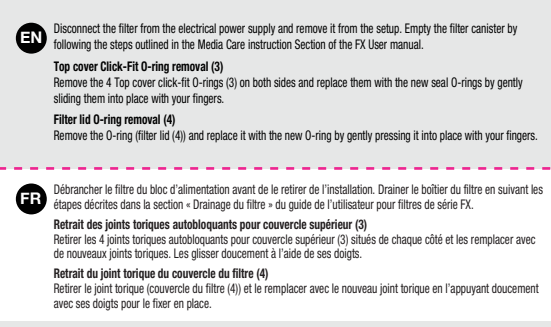 EN
Disconnect the filter from the electrical power supply and remove it from the setup. Empty the filter canister by
following the steps outlined in the Media Care instruction Section of the FX User manual.
Top cover Click-Fit O-ring removal (3)
Remove the 4 Top cover click-fit O-rings (3) on both sides and replace them with the new seal O-rings by gently
sliding them into place with your fingers.
Filter lid O-ring removal (4)
Remove the O-ring (filter lid (4)) and replace it with the new O-ring by gently pressing it into place with your fingers.
FR
Débrancher le filtre du bloc d'alimentation avant de le retirer de l'installation. Drainer le boîtier du filtre en suivant les
étapes décrites dans la section « Drainage du filtre » du guide de l'utilisateur pour filtres de série FX.
Retrait des joints toriques autobloquants pour couvercle supérieur (3)
Retirer les 4 joints toriques autobloquants pour couvercle supérieur (3) situés de chaque côté et les remplacer avec
de nouveaux joints toriques. Les glisser doucement à l'aide de ses doigts.
Retrait du joint torique du couvercle du filtre (4)
Retirer le joint torique (couvercle du filtre (4)) et le remplacer avec le nouveau joint torique en l'appuyant doucement
avec ses doigts pour le fixer en place.